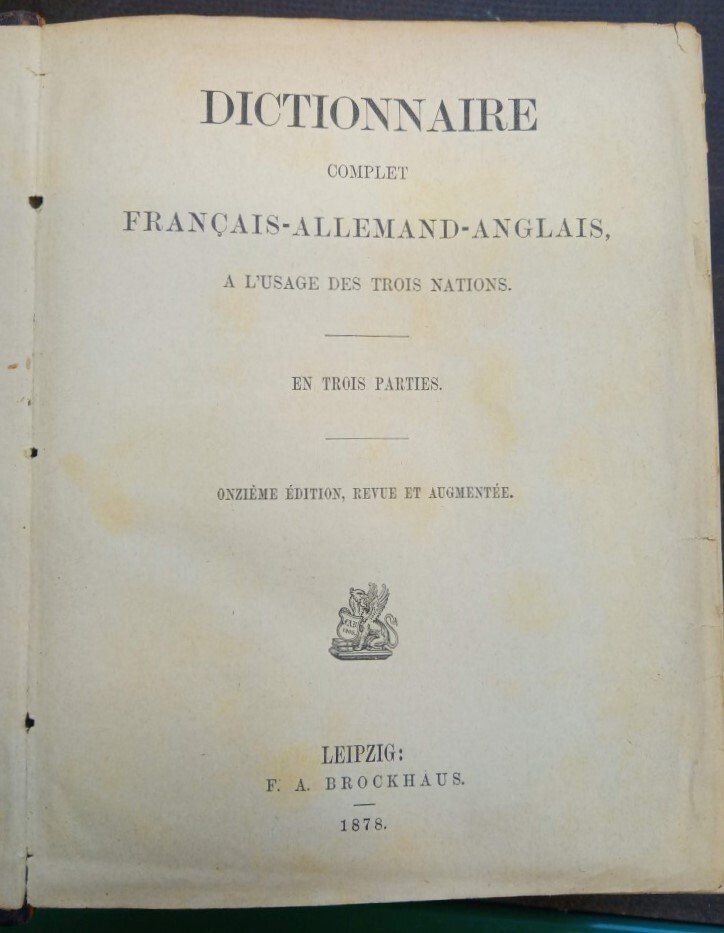 DICTIONNAIRE
COMPLET
FRANÇAIS-ALLEMAND-ANGLAIS,
A L'USAGE DES TROIS NATIONS.
EN TROIS PARTIES.
ONZIÈME ÉDITION, REVUE ET AUGMENTÉE.
LEIPZIG:
F. A. BROCKHAUS.
1878.